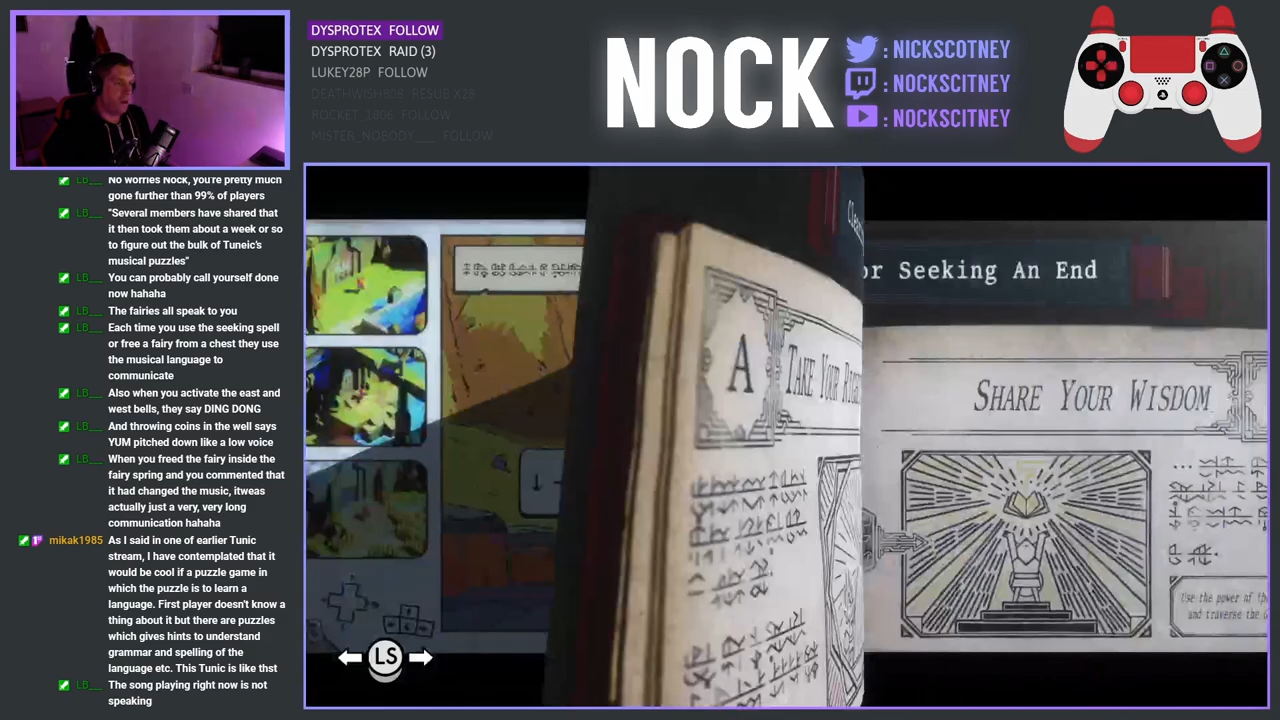 DYSPROTEX FOLLOW
DYSPROTEX RAID (3)
LUKEY28P FOLLOW
DEATHWISH808 RESUB X28
ROCKET_1806 FOLLOW
MISTER_NOBODY___ FOLLOW
NOCK
: NICKSCOTNEY
: NOCKSCITNEY
: NOCKSCITNEY
LB__ No worries Nock, you're pretty much
gone further than 99% of players
LB__ "Several members have shared that
it then took them about a week or so
to figure out the bulk of Tuneic's
musical puzzles"
LB__ You can probably call yourself done
now hahaha
LB__ The fairies all speak to you
LB__ Each time you use the seeking spell
or free a fairy from a chest they use
the musical language to
communicate
LB__ Also when you activate the east and
west bells, they say DING DONG
LB__ And throwing coins in the well says
YUM pitched down like a low voice
LB__ When you freed the fairy inside the
fairy spring and you commented that
it had changed the music, itweas
actually just a very, very long
communication hahaha
mikak1985 As I said in one of earlier Tunic
stream, I have contemplated that it
would be cool if a puzzle game in
which the puzzle is to learn a
language. First player doesn't know a
thing about it but there are puzzles
which gives hints to understand
grammar and spelling of the
language etc. This Tunic is like thst
LB__ The song playing right now is not
speaking
or Seeking An End
A
TAKE YOUR
SHARE YOUR WISDOM
Use the power of
and traverse the
LS